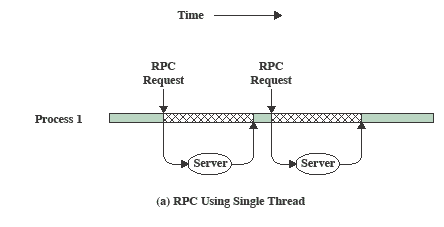 Time
RPC
Request
RPC
Request
Process 1
Server
Server
(a) RPC Using Single Thread